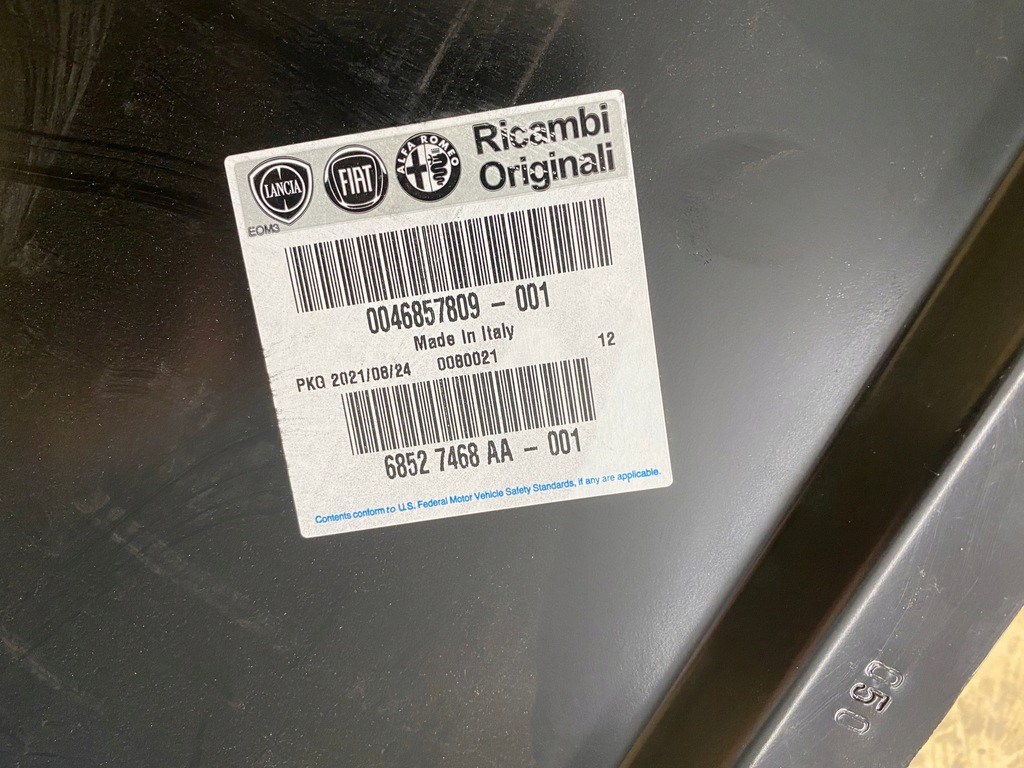 LANCIA
FIAT
ALFA ROMEO
Ricambi
Originali
EOM3
0046857809 - 001
Made In Italy
12
PKG 2021/08/24 0080021
6852 7468 AA - 001
Contents conform to U.S. Federal Motor Vehicle Safety Standards, if any are applicable.
050